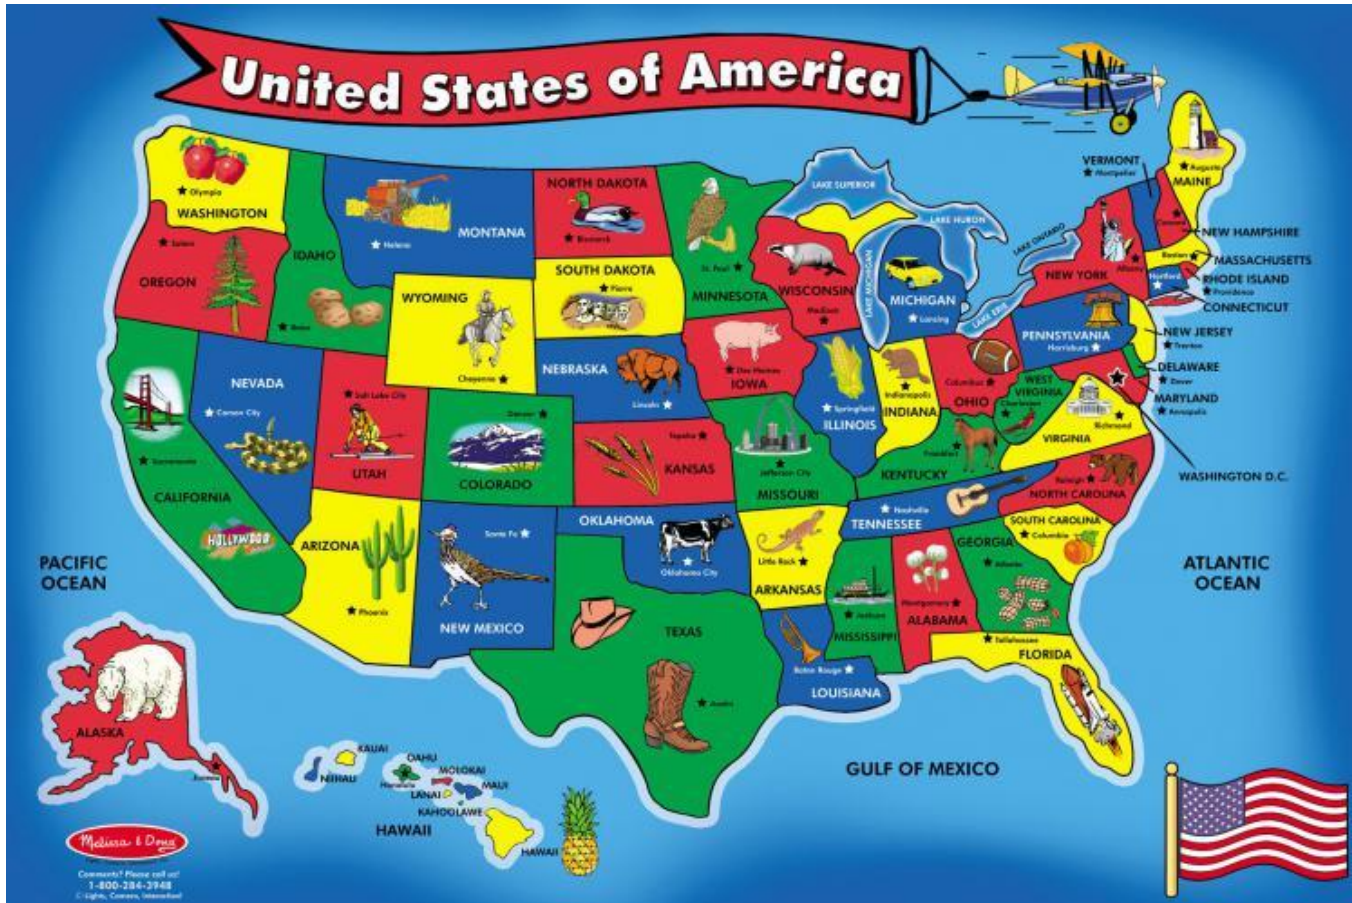 United States of America
VERMONT
★ Montpelier
Augusta
MAINE
LAKE SUPERIOR
LAKE HURON
LAKE ONTARIO
LAKE MICHIGAN
LAKE ERIE
Olympia
WASHINGTON
Salem
OREGON
IDAHO
Boise
Helena
MONTANA
NORTH DAKOTA
Bismarck
SOUTH DAKOTA
Pierre
WYOMING
Cheyenne
St. Paul
MINNESOTA
WISCONSIN
Madison
MICHIGAN
Lansing
NEW YORK
Albany
Concord
NEW HAMPSHIRE
Boston
MASSACHUSETTS
Hartford
RHODE ISLAND
Providence
CONNECTICUT
PENNSYLVANIA
Harrisburg
NEW JERSEY
Trenton
DELAWARE
Dover
MARYLAND
Annapolis
WASHINGTON D.C.
NEVADA
Carson City
Salt Lake City
UTAH
Denver
COLORADO
NEBRASKA
Lincoln
Des Moines
IOWA
Springfield
ILLINOIS
Indianapolis
INDIANA
Columbus
OHIO
WEST
VIRGINIA
Charleston
Richmond
VIRGINIA
Sacramento
CALIFORNIA
HOLLYWOOD
Topeka
KANSAS
Jefferson City
MISSOURI
Frankfort
KENTUCKY
Raleigh
NORTH CAROLINA
Nashville
TENNESSEE
SOUTH CAROLINA
Columbia
GEORGIA
Atlanta
ARIZONA
Phoenix
Santa Fe
NEW MEXICO
OKLAHOMA
Oklahoma City
Little Rock
ARKANSAS
Jackson
MISSISSIPPI
Montgomery
ALABAMA
Tallahassee
FLORIDA
TEXAS
Austin
Baton Rouge
LOUISIANA
PACIFIC
OCEAN
ATLANTIC
OCEAN
GULF OF MEXICO
ALASKA
Juneau
KAUAI
NIIHAU
OAHU
Honolulu
MOLOKAI
LANAI
MAUI
KAHOOLAWE
HAWAII
HAWAII
Melissa & Doug
Comments? Please call us!
1-800-284-3948
© Lights, Camera, Interaction!